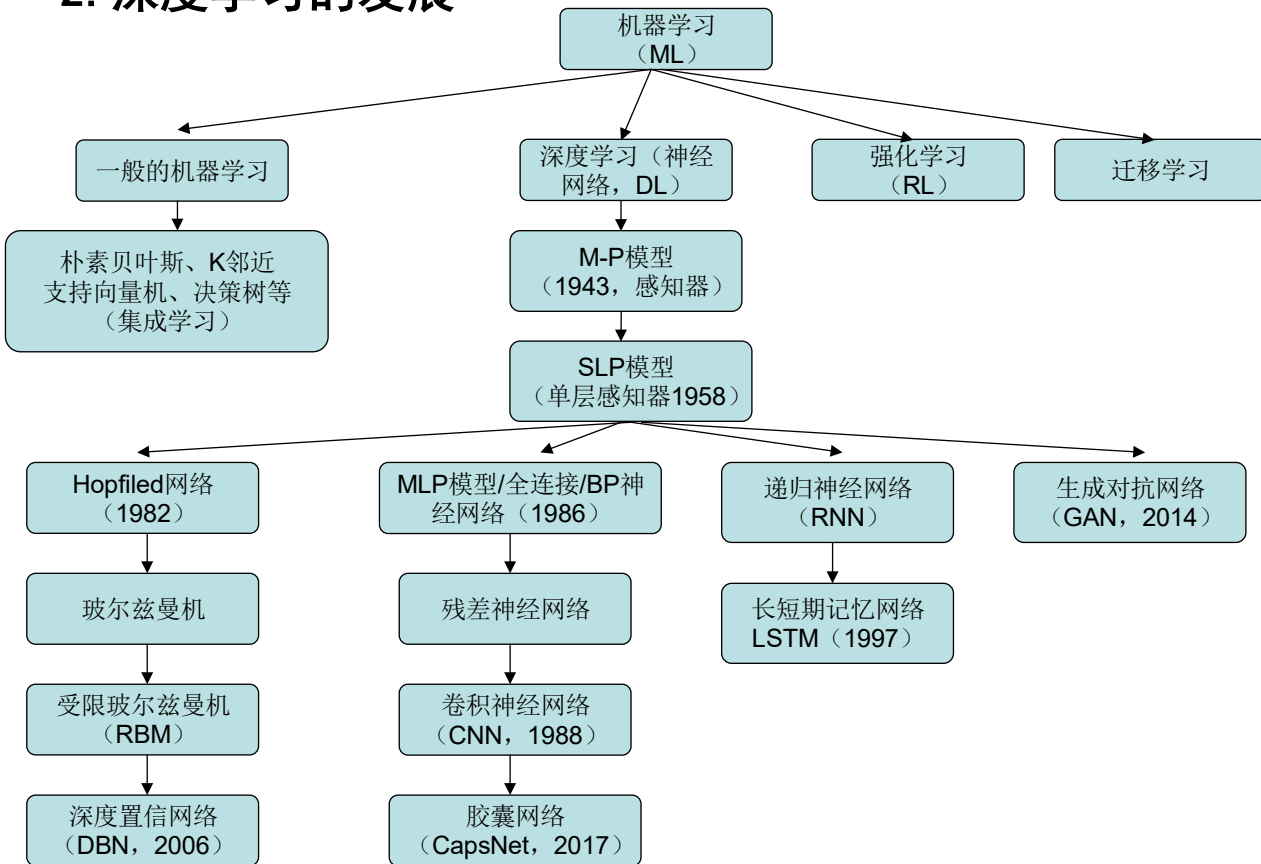 2. 深度学习的发展
机器学习
（ML）
一般的机器学习
深度学习（神经
网络，DL）
强化学习
（RL）
迁移学习
朴素贝叶斯、K邻近
支持向量机、决策树等
（集成学习）
M-P模型
（1943，感知器）
SLP模型
（单层感知器1958）
Hopfiled网络
（1982）
MLP模型/全连接/BP神
经网络（1986）
递归神经网络
（RNN）
生成对抗网络
（GAN，2014）
玻尔兹曼机
残差神经网络
长短期记忆网络
LSTM（1997）
受限玻尔兹曼机
（RBM）
卷积神经网络
（CNN，1988）
深度置信网络
（DBN，2006）
胶囊网络
（CapsNet，2017）